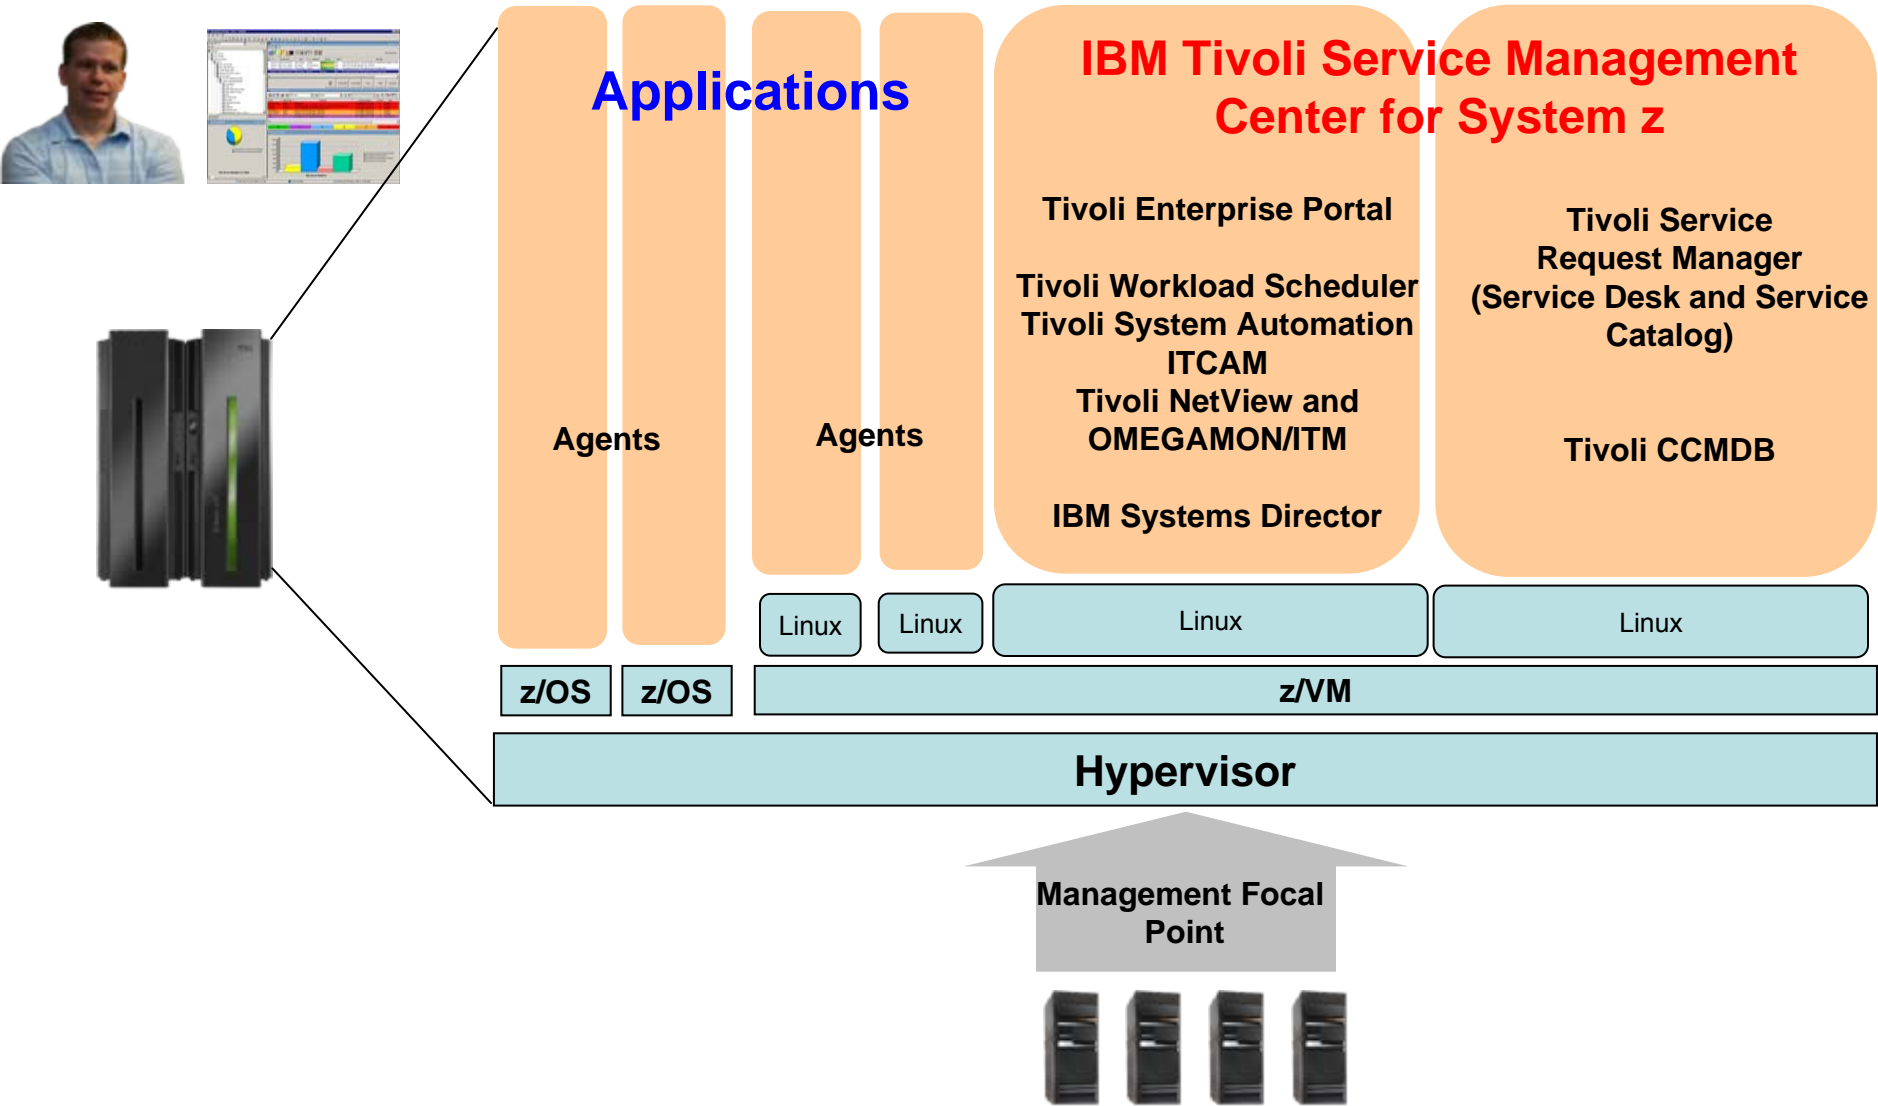 Applications
IBM Tivoli Service Management
Center for System z
Tivoli Enterprise Portal
Tivoli Workload Scheduler
Tivoli System Automation
ITCAM
Tivoli NetView and
OMEGAMON/ITM
IBM Systems Director
Tivoli Service
Request Manager
(Service Desk and Service
Catalog)
Tivoli CCMDB
Agents
Agents
Linux
Linux
Linux
Linux
z/OS
z/OS
z/VM
Hypervisor
Management Focal
Point